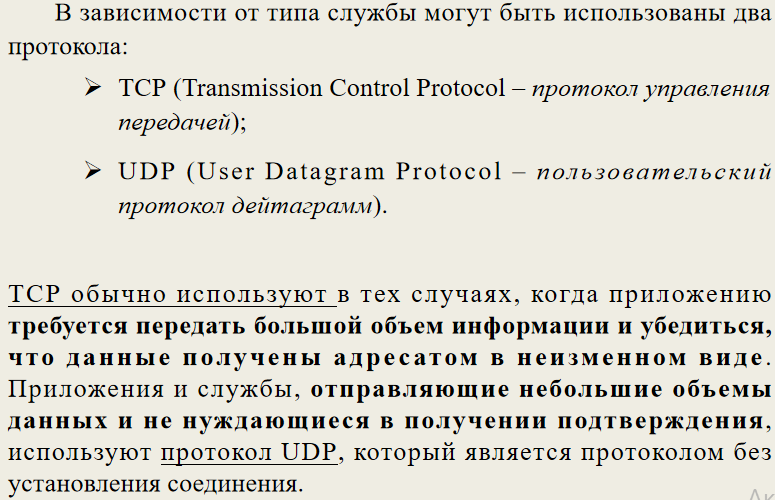 В зависимости от типа службы могут быть использованы два
протокола:
➢ TCP (Transmission Control Protocol – протокол управления
передачей);
➢ UDP (User Datagram Protocol – пользовательский
протокол дейтаграмм).
TCP обычно используют в тех случаях, когда приложению
требуется передать большой объем информации и убедиться,
что данные получены адресатом в неизменном виде.
Приложения и службы, отправляющие небольшие объемы
данных и не нуждающиеся в получении подтверждения,
используют протокол UDP, который является протоколом без
установления соединения.